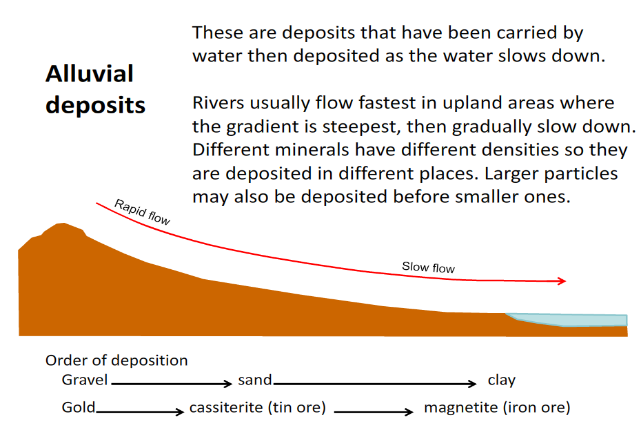 These are deposits that have been carried by
water then deposited as the water slows down.
Alluvial
deposits
Rivers usually flow fastest in upland areas where
the gradient is steepest, then gradually slow down.
Different minerals have different densities so they
are deposited in different places. Larger particles
may also be deposited before smaller ones.
Rapid flow
Slow flow
Order of deposition
Gravel sand clay
Gold cassiterite (tin ore) magnetite (iron ore)